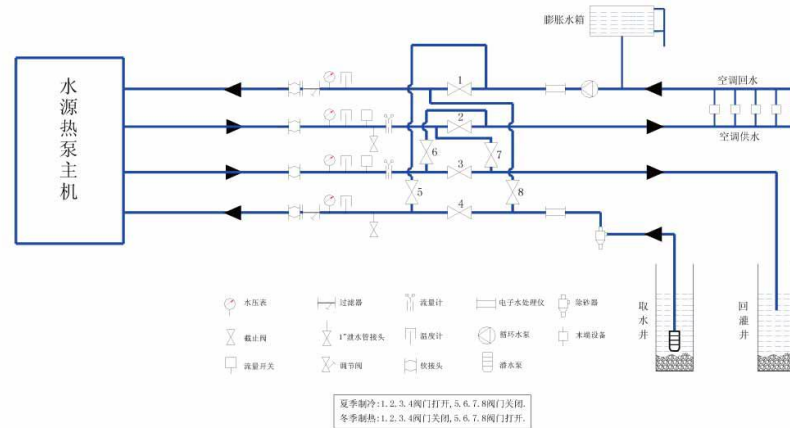 膨胀水箱
水源热泵主机
1
空调回水
2
空调供水
6
7
3
5
8
4
取水井
回灌井
水压表
过滤器
流量计
电子水处理仪
除砂器
截止阀
1"泄水管接头
温度计
循环水泵
末端设备
流量开关
调节阀
软接头
潜水泵
夏季制冷:1.2.3.4阀门打开,5.6.7.8阀门关闭.
冬季制热:1.2.3.4阀门关闭,5.6.7.8阀门打开.